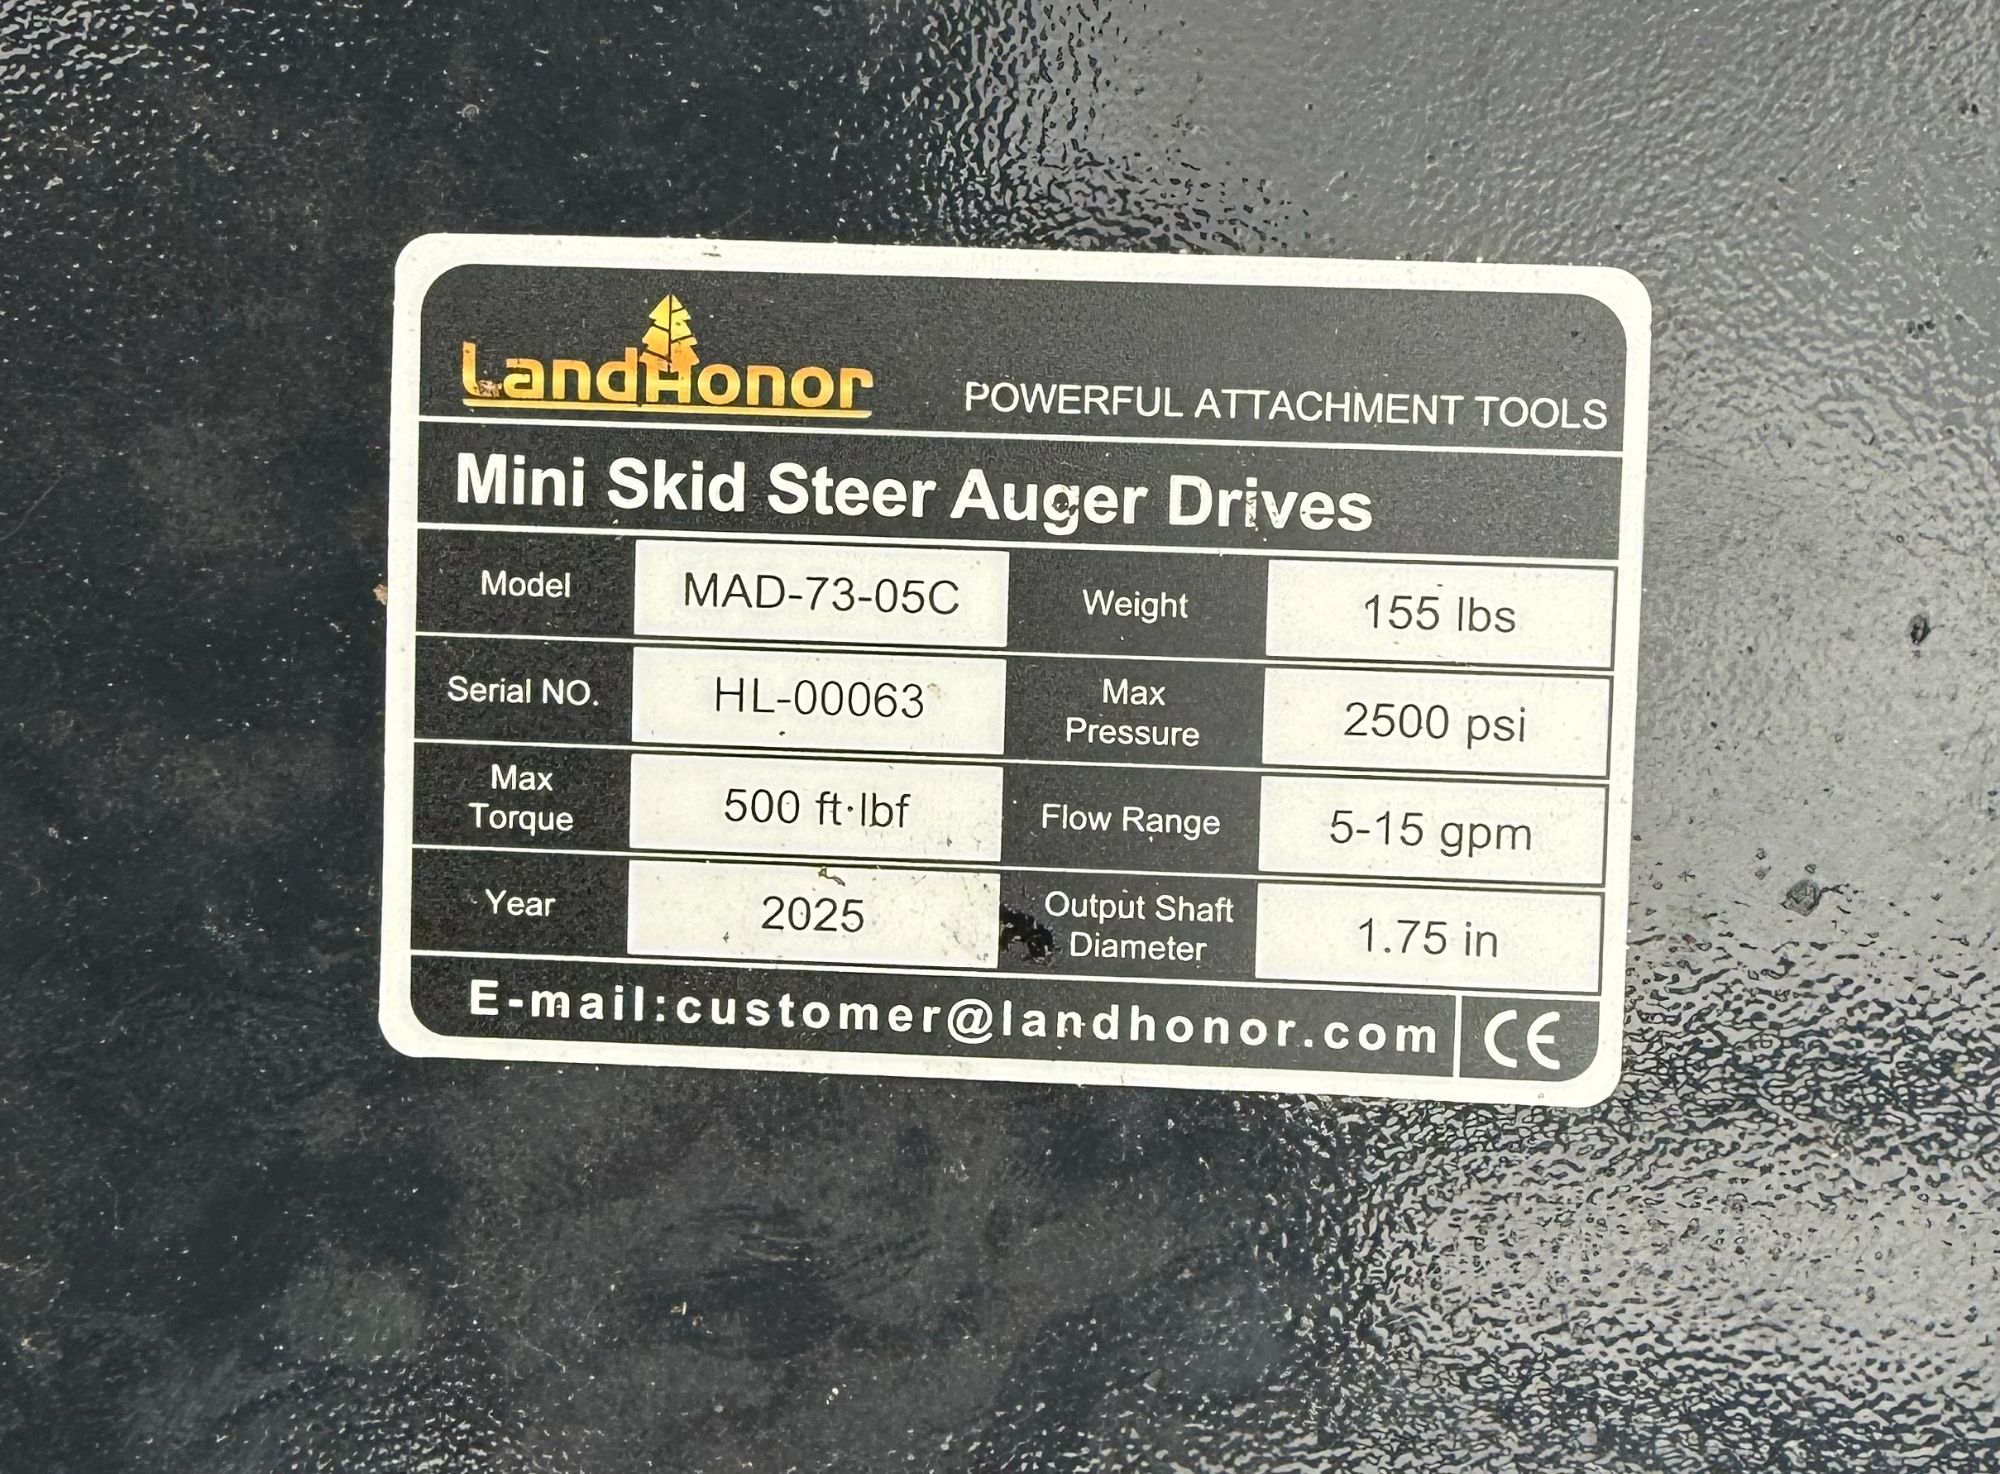 LandHonor POWERFUL ATTACHMENT TOOLS
Mini Skid Steer Auger Drives
Model MAD-73-05C Weight 155 lbs
Serial NO. HL-00063 Max Pressure 2500 psi
Max Torque 500 ft·lbf Flow Range 5-15 gpm
Year 2025 Output Shaft Diameter 1.75 in
E-mail:customer@landhonor.com CE